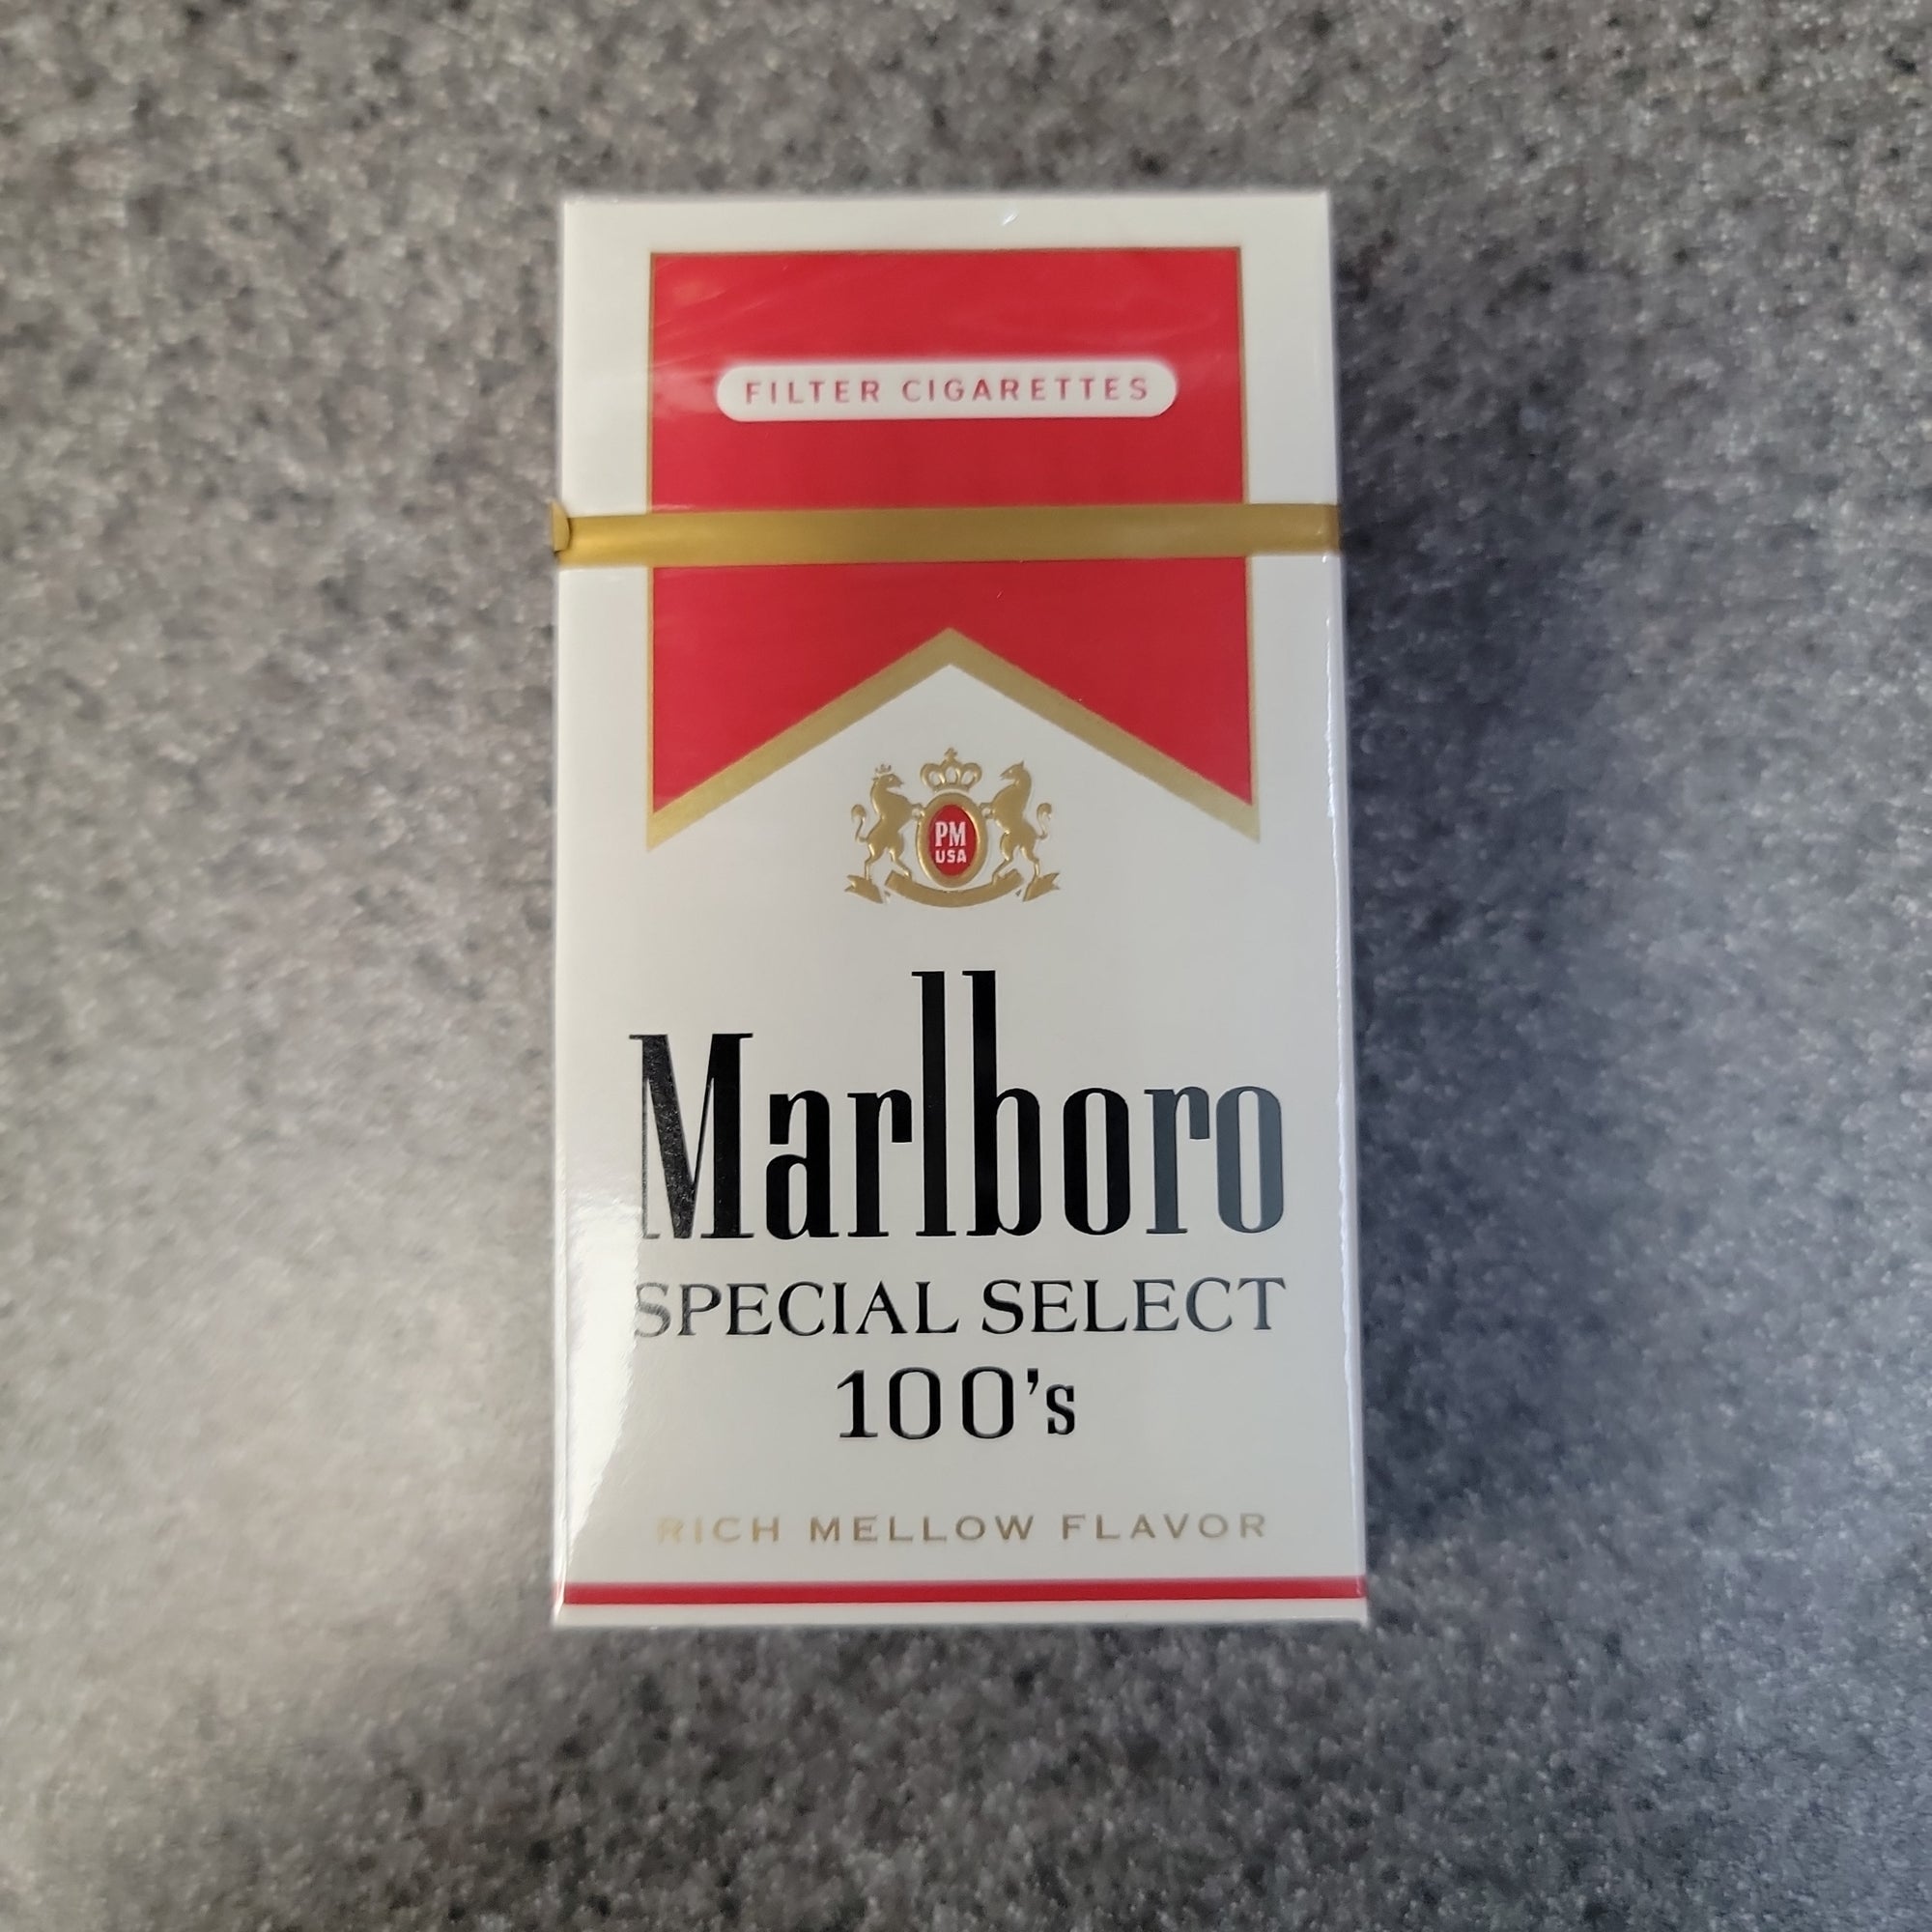 FILTER CIGARETTES
PM
USA
Marlboro
SPECIAL SELECT
100's
RICH MELLOW FLAVOR